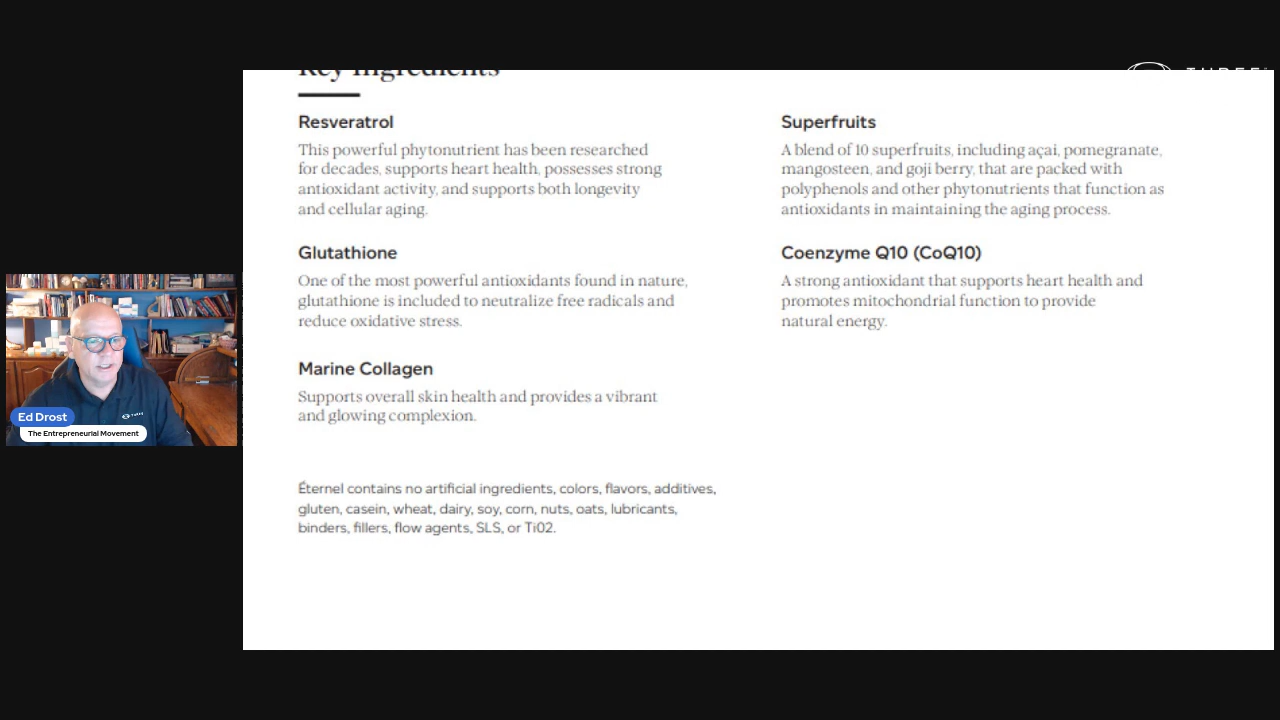 Key Ingredients
THREE
Resveratrol
This powerful phytonutrient has been researched
for decades, supports heart health, possesses strong
antioxidant activity, and supports both longevity
and cellular aging.
Superfruits
A blend of 10 superfruits, including açai, pomegranate,
mangosteen, and goji berry, that are packed with
polyphenols and other phytonutrients that function as
antioxidants in maintaining the aging process.
Glutathione
One of the most powerful antioxidants found in nature,
glutathione is included to neutralize free radicals and
reduce oxidative stress.
Coenzyme Q10 (CoQ10)
A strong antioxidant that supports heart health and
promotes mitochondrial function to provide
natural energy.
Marine Collagen
Supports overall skin health and provides a vibrant
and glowing complexion.
Éternel contains no artificial ingredients, colors, flavors, additives,
gluten, casein, wheat, dairy, soy, corn, nuts, oats, lubricants,
binders, fillers, flow agents, SLS, or Ti02.
Ed Drost
The Entrepreneurial Movement